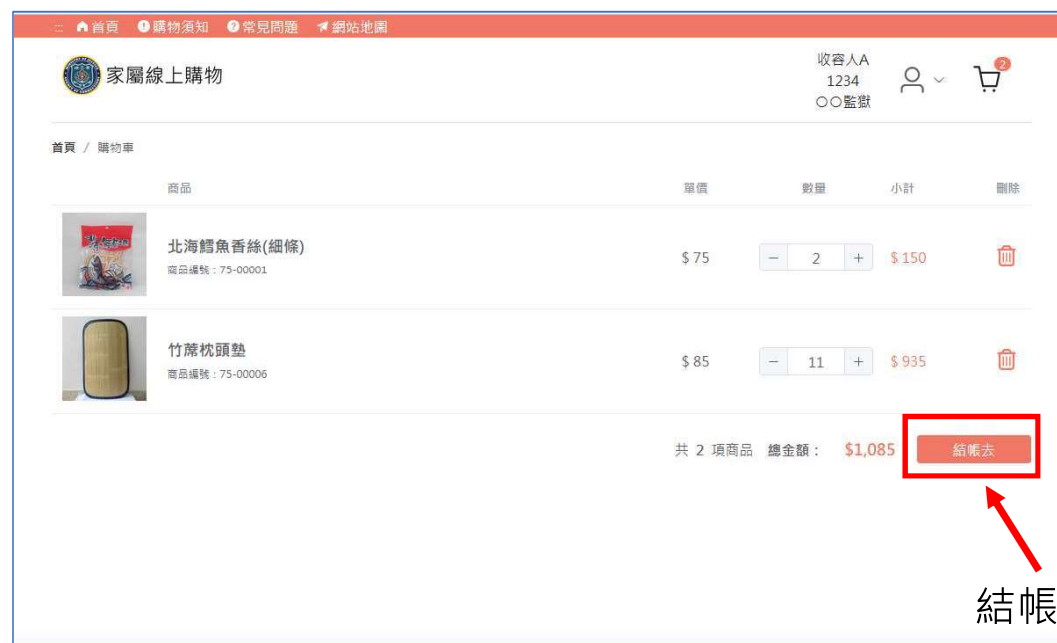 ::: 首頁 購物須知 常見問題 網站地圖
家屬線上購物
收容人A
1234
○○監獄
2
首頁 / 購物車
商品 單價 數量 小計 刪除
北海鱈魚香絲(細條)
商品編號：75-00001
$ 75 − 2 + $ 150
竹蓆枕頭墊
商品編號：75-00006
$ 85 − 11 + $ 935
共 2 項商品 總金額： $1,085 結帳去
結帳